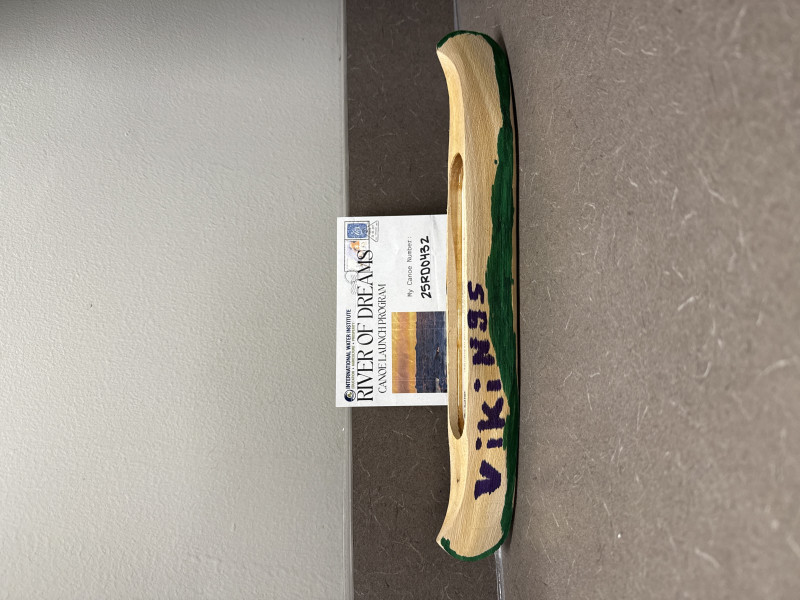 INTERNATIONAL WATER INSTITUTE
RIVER OF DREAMS
CANOE LAUNCH PROGRAM
My Canoe Number:
25RD0432
vikiNgs